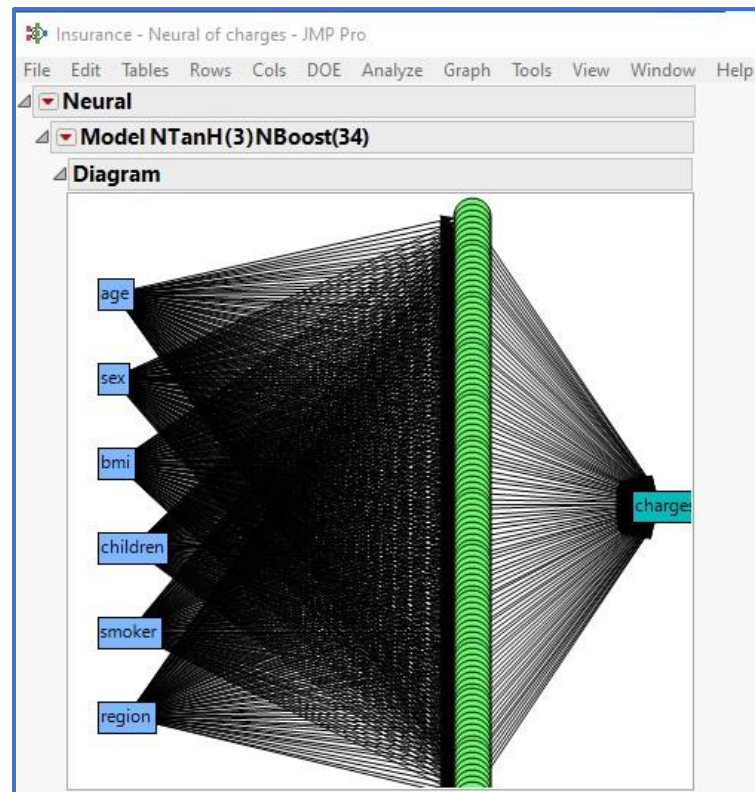 Insurance - Neural of charges - JMP Pro
File Edit Tables Rows Cols DOE Analyze Graph Tools View Window Help
Neural
Model NTanH(3)NBoost(34)
Diagram
age
sex
bmi
children
smoker
region
charges